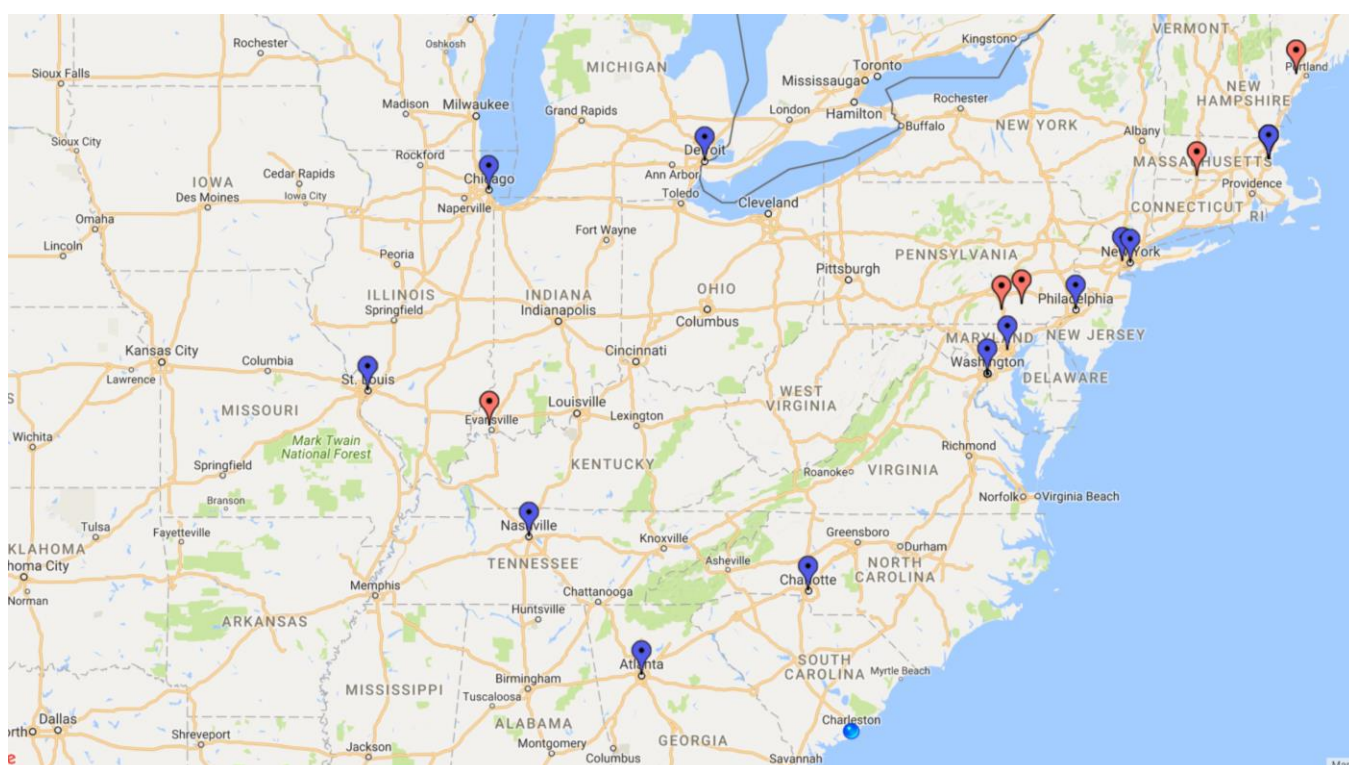 VERMONT
Oshkosh
Kingston
Rochester
MICHIGAN
Toronto
Portland
Sioux Falls
Mississauga
NEW
HAMPSHIRE
Madison
Milwaukee
Grand Rapids
London
Hamilton
Rochester
Buffalo
NEW YORK
Albany
Sioux City
Detroit
Rockford
Chicago
Ann Arbor
MASSACHUSETTS
IOWA
Cedar Rapids
Des Moines
Iowa City
Naperville
Toledo
Cleveland
Providence
CONNECTICUT
RI
Omaha
Lincoln
Fort Wayne
Peoria
PENNSYLVANIA
New York
Pittsburgh
ILLINOIS
INDIANA
OHIO
Philadelphia
Springfield
Indianapolis
Columbus
MARYLAND
NEW JERSEY
Kansas City
Columbia
Cincinnati
Washington
Lawrence
St. Louis
DELAWARE
MISSOURI
WEST
VIRGINIA
Louisville
Evansville
Lexington
Wichita
Mark Twain
National Forest
Richmond
KENTUCKY
Springfield
Roanoke
VIRGINIA
Branson
Norfolk
Virginia Beach
Tulsa
Fayetteville
Nashville
Knoxville
Greensboro
Durham
KLAHOMA
homa City
TENNESSEE
Asheville
NORTH
CAROLINA
Charlotte
Norman
Memphis
Chattanooga
Huntsville
ARKANSAS
Atlanta
SOUTH
CAROLINA
Myrtle Beach
MISSISSIPPI
Birmingham
Tuscaloosa
Dallas
orth
ALABAMA
Charleston
Shreveport
Montgomery
GEORGIA
Jackson
Columbus
Savannah
e